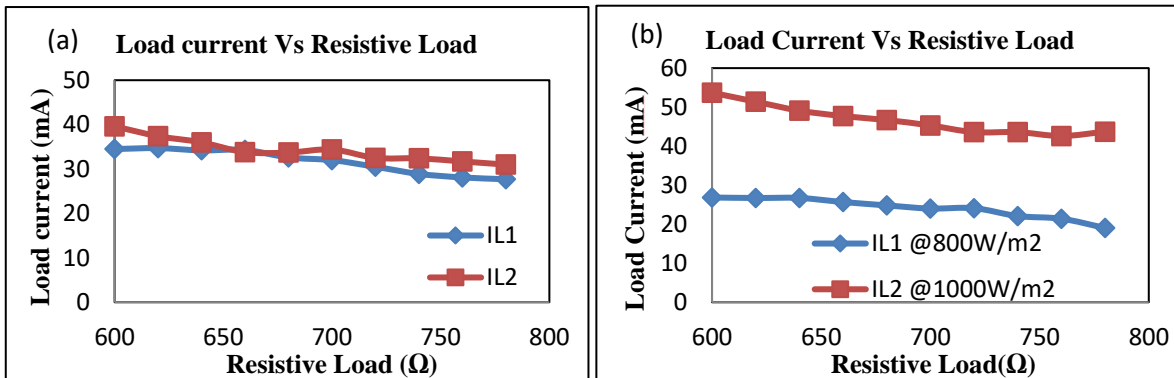 (a)
Load current Vs Resistive Load
Load current (mA)
50
40
30
20
10
0
IL1
IL2
600 650 700 750 800
Resistive Load (Ω)
(b)
Load Current Vs Resistive Load
Load Current (mA)
60
50
40
30
20
10
0
IL1 @800W/m2
IL2 @1000W/m2
600 650 700 750 800
Resistive Load(Ω)